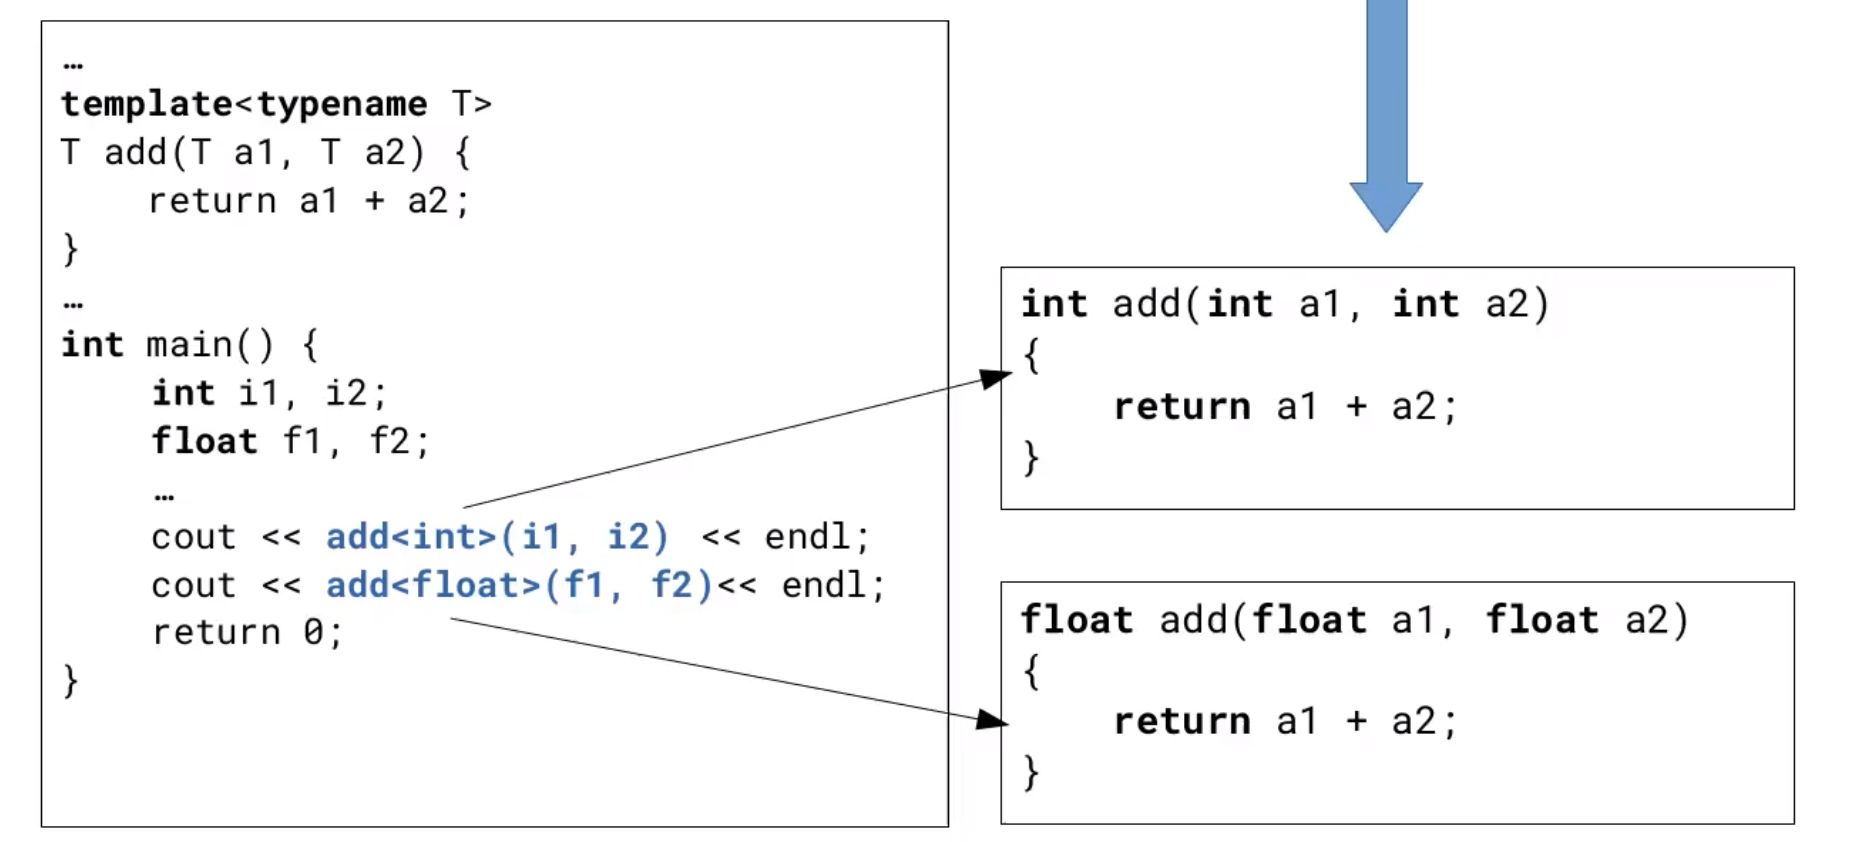 …
template<typename T>
T add(T a1, T a2) {
    return a1 + a2;
}
…
int main() {
    int i1, i2;
    float f1, f2;
    …
    cout << add<int>(i1, i2) << endl;
    cout << add<float>(f1, f2)<< endl;
    return 0;
}
int add(int a1, int a2)
{
    return a1 + a2;
}
float add(float a1, float a2)
{
    return a1 + a2;
}